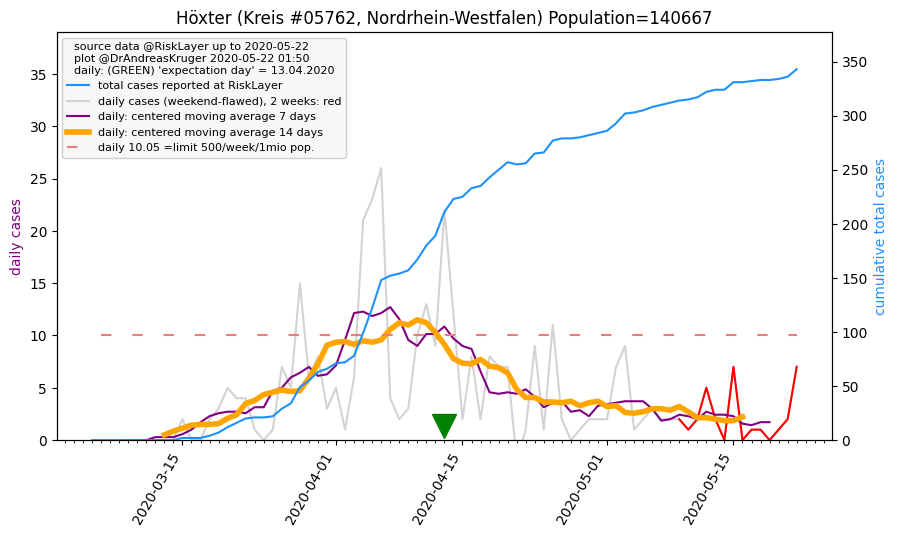 Höxter (Kreis #05762, Nordrhein-Westfalen) Population=140667
source data @RiskLayer up to 2020-05-22
plot @DrAndreasKruger 2020-05-22 01:50
daily: (GREEN) 'expectation day' = 13.04.2020
total cases reported at RiskLayer
daily cases (weekend-flawed), 2 weeks: red
daily: centered moving average 7 days
daily: centered moving average 14 days
daily 10.05 =limit 500/week/1mio pop.
daily cases
35
30
25
20
15
10
5
0
cumulative total cases
350
300
250
200
150
100
50
0
2020-03-15
2020-04-01
2020-04-15
2020-05-01
2020-05-15